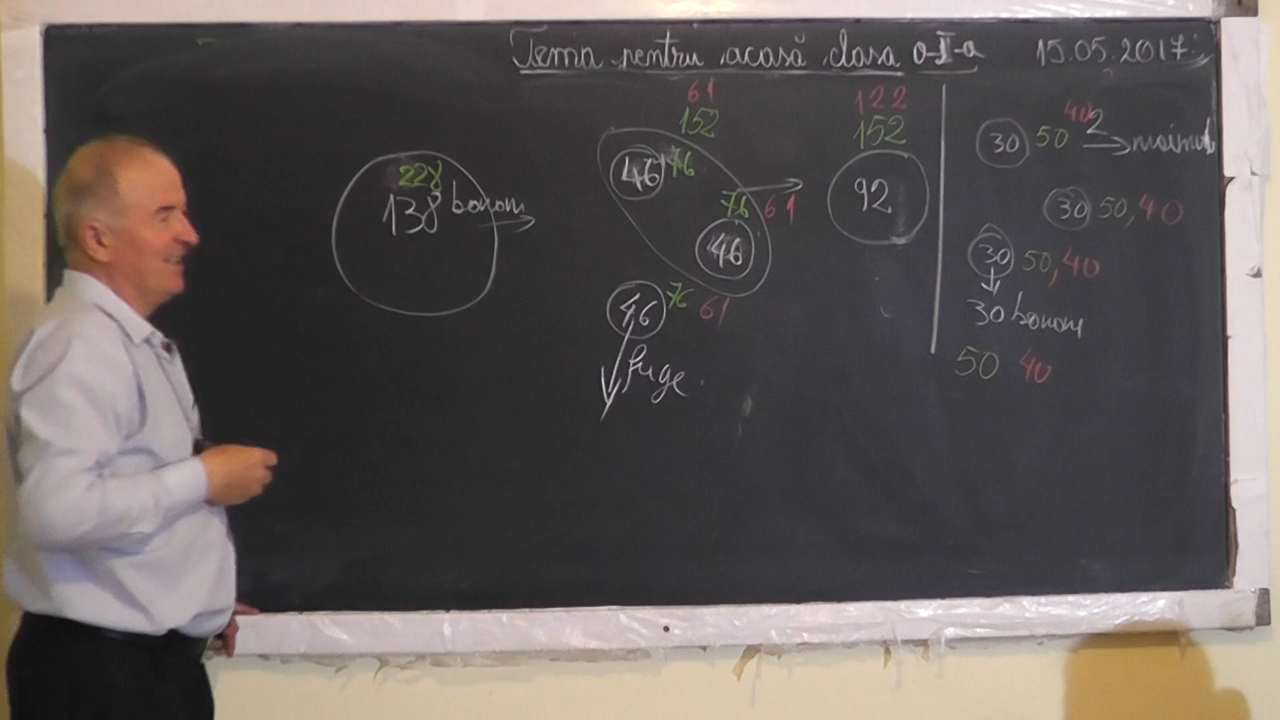 Tema pentru acasă clasa a-II-a 15.05.2017
61 122
152 152
228
138 bonom
46 76
76 61
46
92
46 76 61
fuge.
30 50 40 2
30 50, 40
30 50, 40
30 bonom
50 40